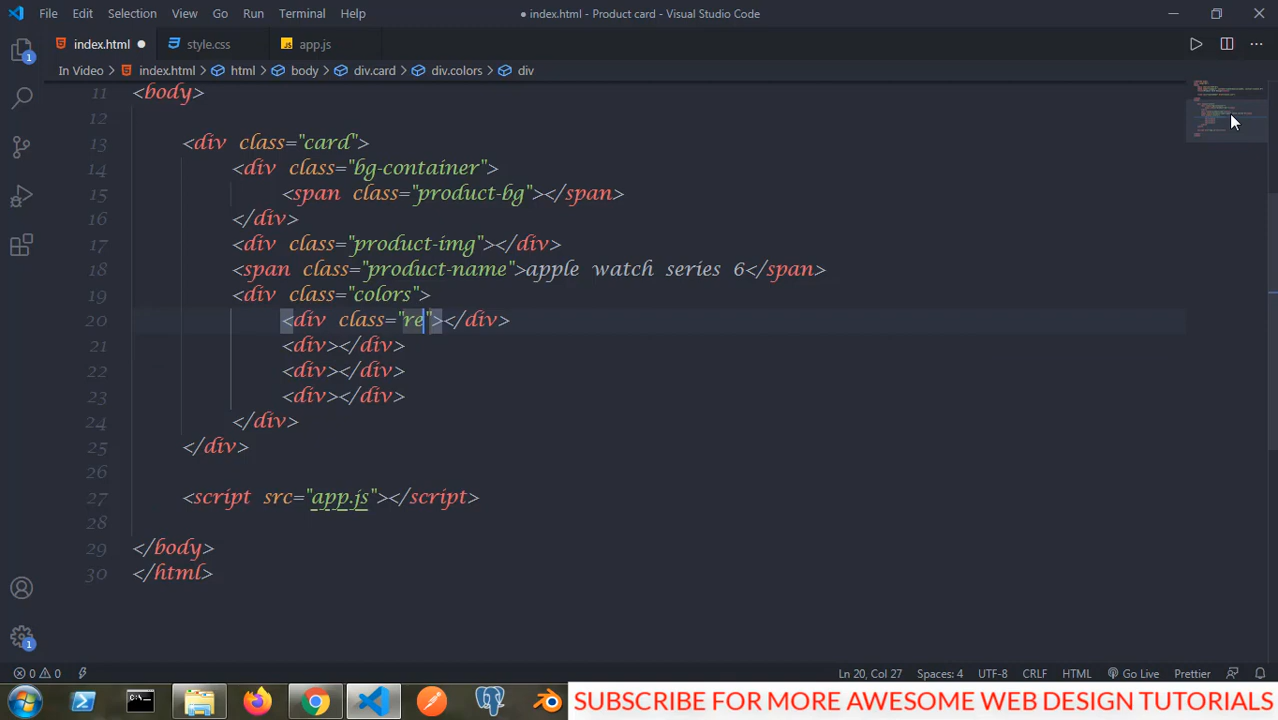 File Edit Selection View Go Run Terminal Help
● index.html - Product card - Visual Studio Code
index.html ● style.css app.js
In Video > index.html > html > body > div.card > div.colors > div
11 <body>
12
13 <div class="card">
14 <div class="bg-container">
15 <span class="product-bg"></span>
16 </div>
17 <div class="product-img"></div>
18 <span class="product-name">apple watch series 6</span>
19 <div class="colors">
20 <div class="re"></div>
21 <div></div>
22 <div></div>
23 <div></div>
24 </div>
25 </div>
26
27 <script src="app.js"></script>
28
29 </body>
30 </html>
1
1
0 0 Ln 20, Col 27 Spaces: 4 UTF-8 CRLF HTML Go Live Prettier
SUBSCRIBE FOR MORE AWESOME WEB DESIGN TUTORIALS